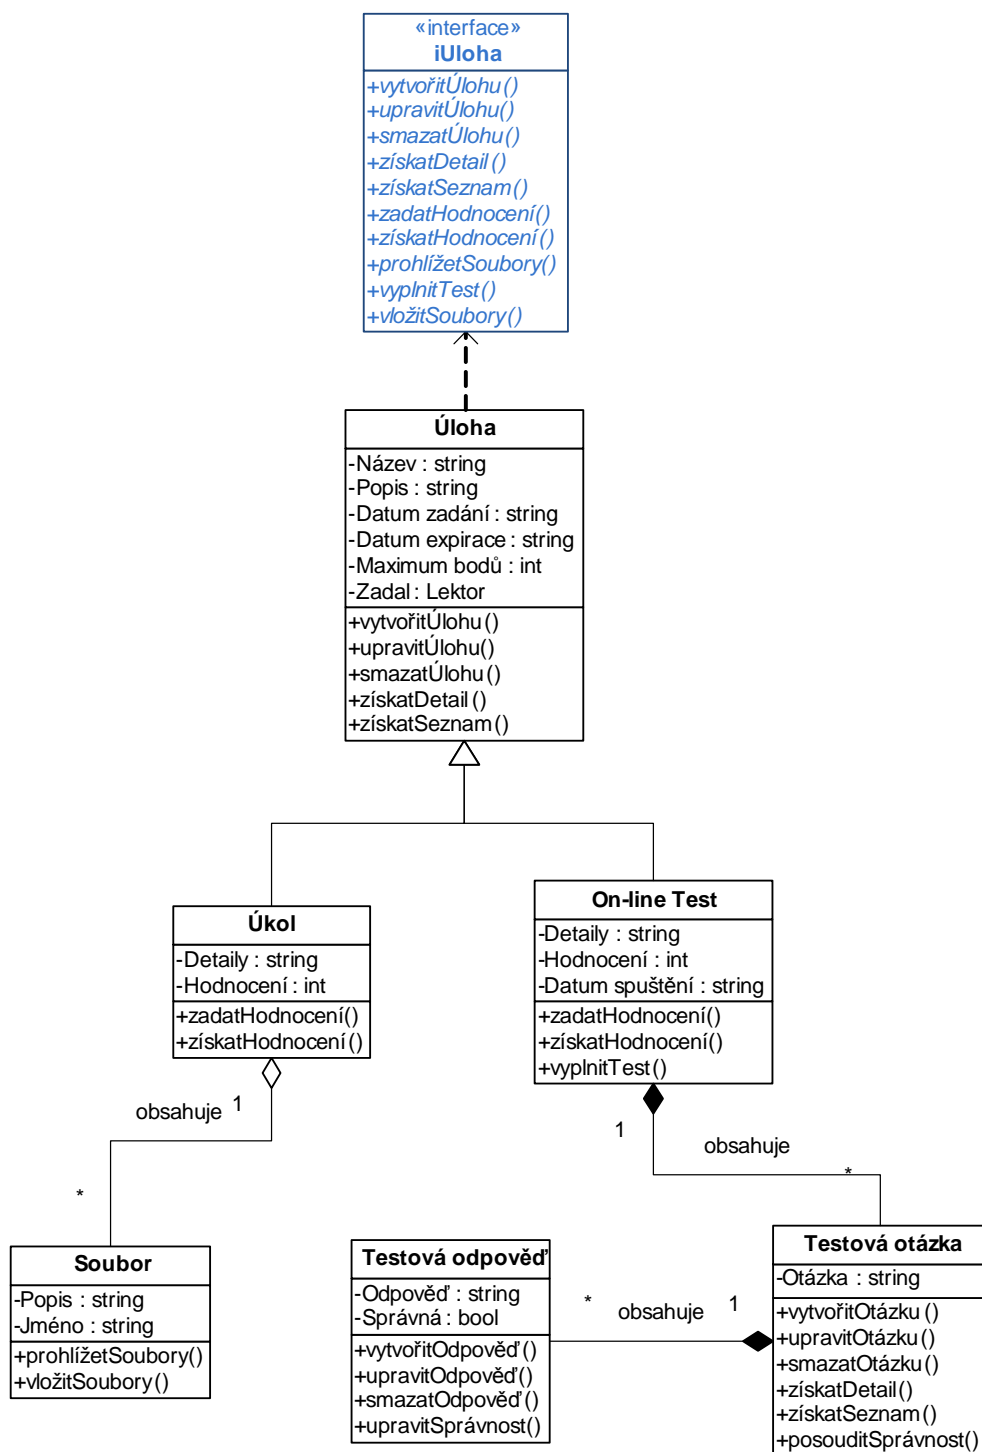 «interface»
iUloha
+vytvořitÚlohu()
+upravitÚlohu()
+smazatÚlohu()
+získatDetail()
+získatSeznam()
+zadatHodnocení()
+získatHodnocení()
+prohlížetSoubory()
+vyplnitTest()
+vložitSoubory()
Úloha
-Název : string
-Popis : string
-Datum zadání : string
-Datum expirace : string
-Maximum bodů : int
-Zadal : Lektor
+vytvořitÚlohu()
+upravitÚlohu()
+smazatÚlohu()
+získatDetail()
+získatSeznam()
Úkol
-Detaily : string
-Hodnocení : int
+zadatHodnocení()
+získatHodnocení()
On-line Test
-Detaily : string
-Hodnocení : int
-Datum spuštění : string
+zadatHodnocení()
+získatHodnocení()
+vyplnitTest()
obsahuje 1
*
1
obsahuje
*
Soubor
-Popis : string
-Jméno : string
+prohlížetSoubory()
+vložitSoubory()
Testová odpověď
-Odpověď : string
-Správná : bool
+vytvořitOdpověď()
+upravitOdpověď()
+smazatOdpověď()
+upravitSprávnost()
* obsahuje 1
Testová otázka
-Otázka : string
+vytvořitOtázku()
+upravitOtázku()
+smazatOtázku()
+získatDetail()
+získatSeznam()
+posouditSprávnost()